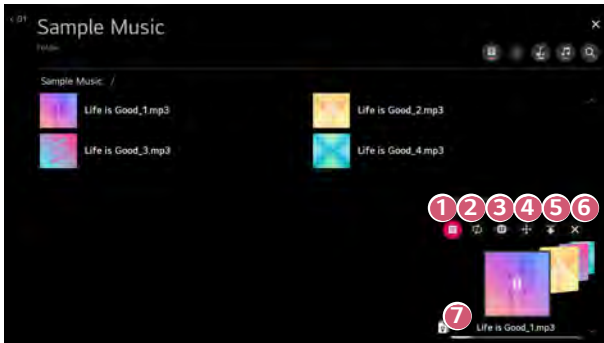 < 01
Sample Music
Folder
Sample Music /
Life is Good_1.mp3
Life is Good_2.mp3
Life is Good_3.mp3
Life is Good_4.mp3
1 2 3 4 5 6
7
Life is Good_1.mp3